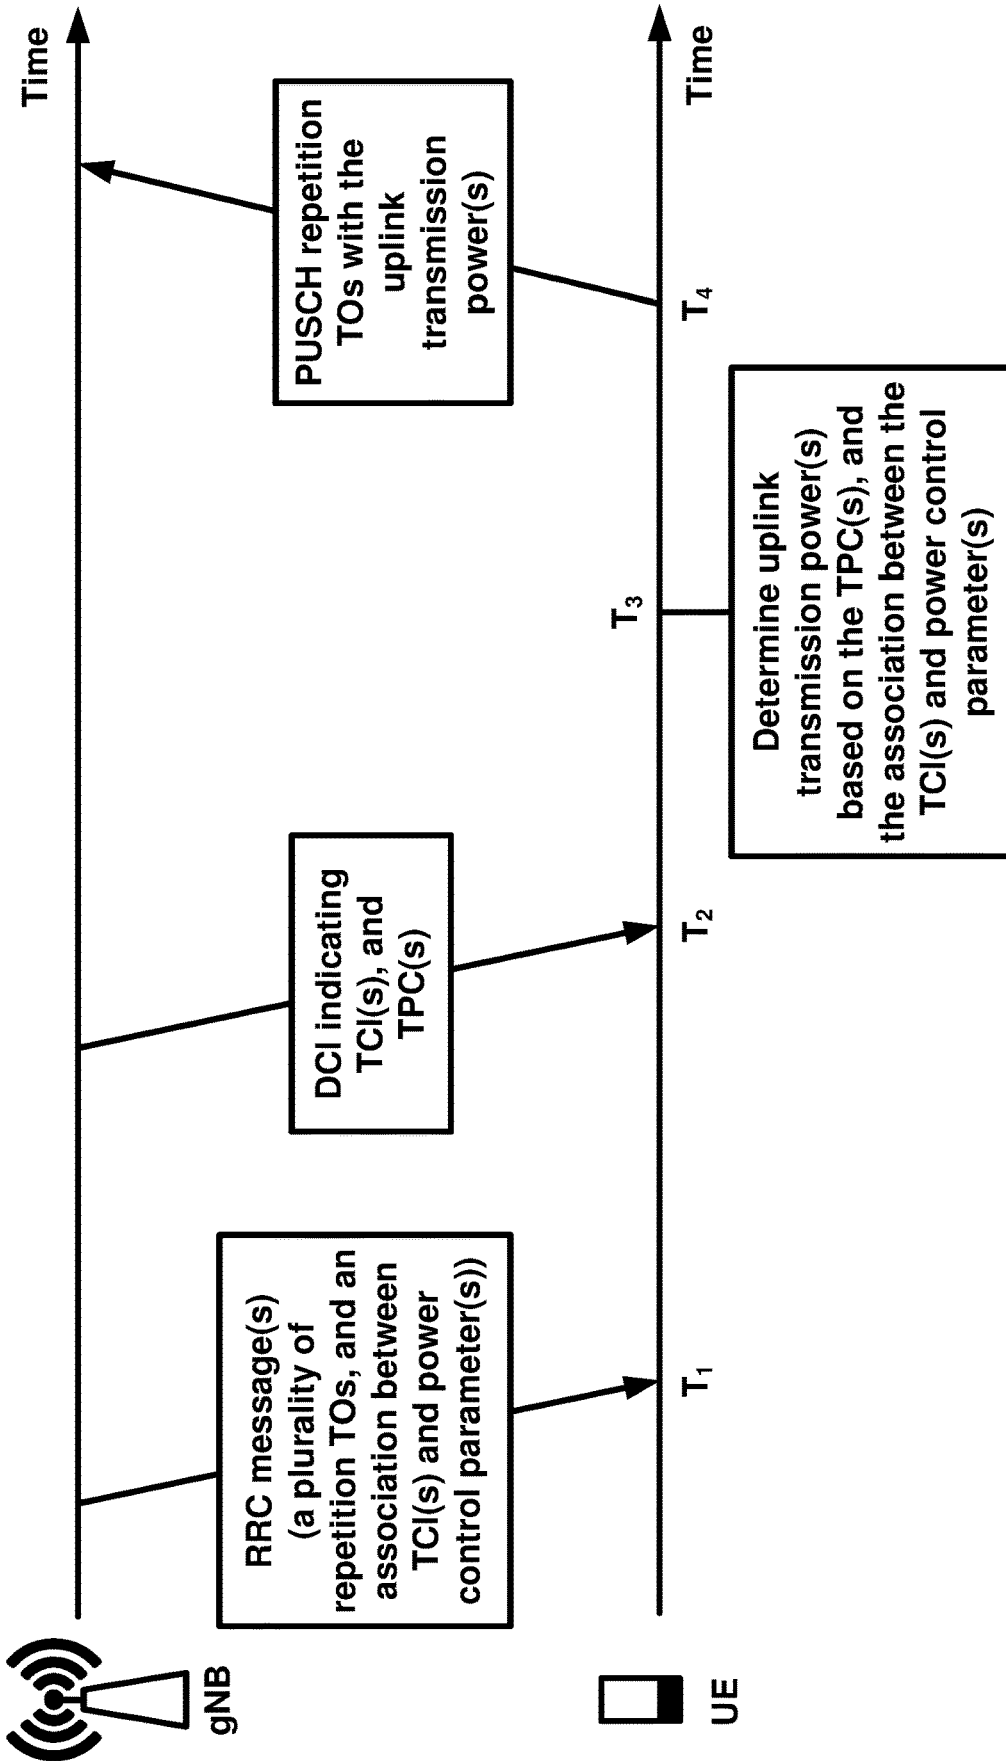 gNB
Time
RRC message(s)
(a plurality of
repetition TOs, and an
association between
TCI(s) and power
control parameter(s))
DCI indicating
TCI(s), and
TPC(s)
PUSCH repetition
TOs with the
uplink
transmission
power(s)
UE
T1
T2
T3
T4
Time
Determine uplink
transmission power(s)
based on the TPC(s), and
the association between the
TCI(s) and power control
parameter(s)